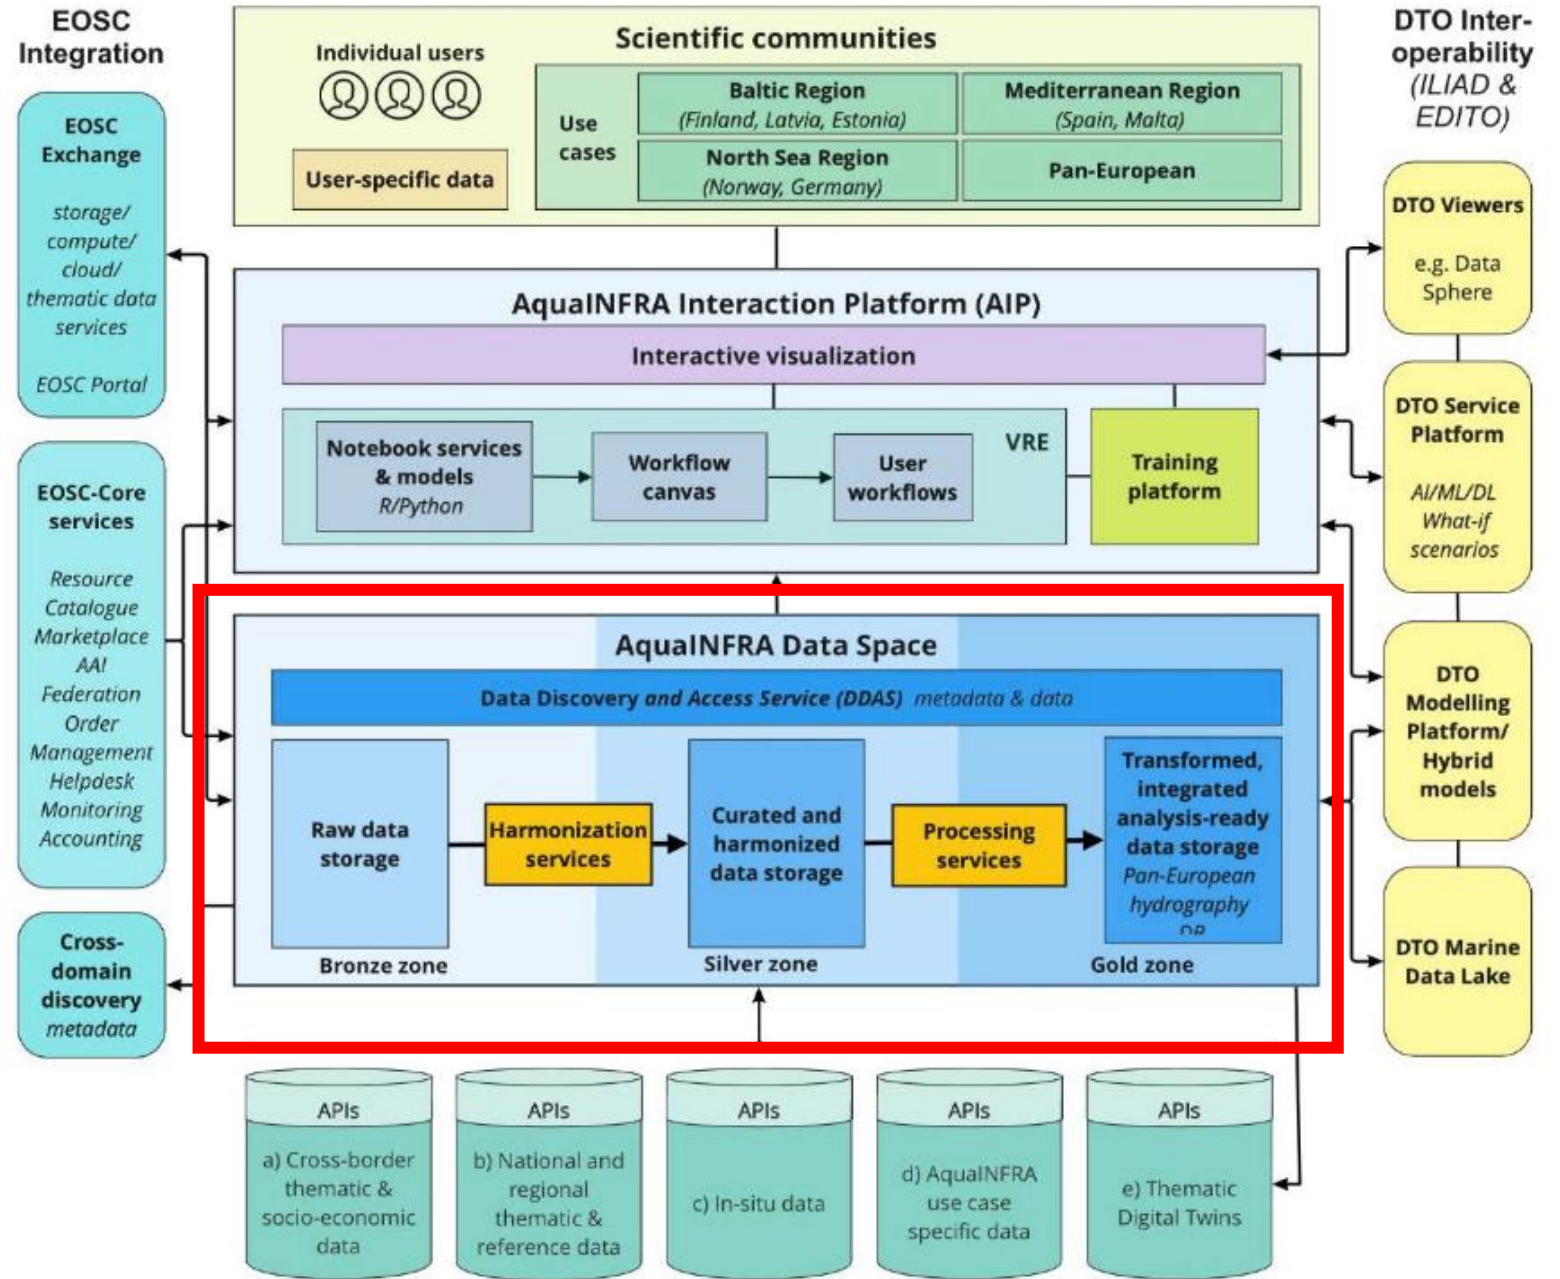 EOSC
Integration
EOSC
Exchange
storage/
compute/
cloud/
thematic data
services
EOSC Portal
EOSC-Core
services
Resource
Catalogue
Marketplace
AAI
Federation
Order
Management
Helpdesk
Monitoring
Accounting
Cross-
domain
discovery
metadata
Scientific communities
Individual users
User-specific data
Use
cases
Baltic Region
(Finland, Latvia, Estonia)
Mediterranean Region
(Spain, Malta)
North Sea Region
(Norway, Germany)
Pan-European
AquaINFRA Interaction Platform (AIP)
Interactive visualization
Notebook services
& models
R/Python
Workflow
canvas
User
workflows
VRE
Training
platform
AquaINFRA Data Space
Data Discovery and Access Service (DDAS) metadata & data
Raw data
storage
Harmonization
services
Curated and
harmonized
data storage
Processing
services
Transformed,
integrated
analysis-ready
data storage
Pan-European
hydrography
Bronze zone
Silver zone
Gold zone
APIs
a) Cross-border
thematic &
socio-economic
data
APIs
b) National and
regional
thematic &
reference data
APIs
c) In-situ data
APIs
d) AquaINFRA
use case
specific data
APIs
e) Thematic
Digital Twins
DTO Inter-
operability
(ILIAD &
EDITO)
DTO Viewers
e.g. Data
Sphere
DTO Service
Platform
AI/ML/DL
What-if
scenarios
DTO
Modelling
Platform/
Hybrid
models
DTO Marine
Data Lake